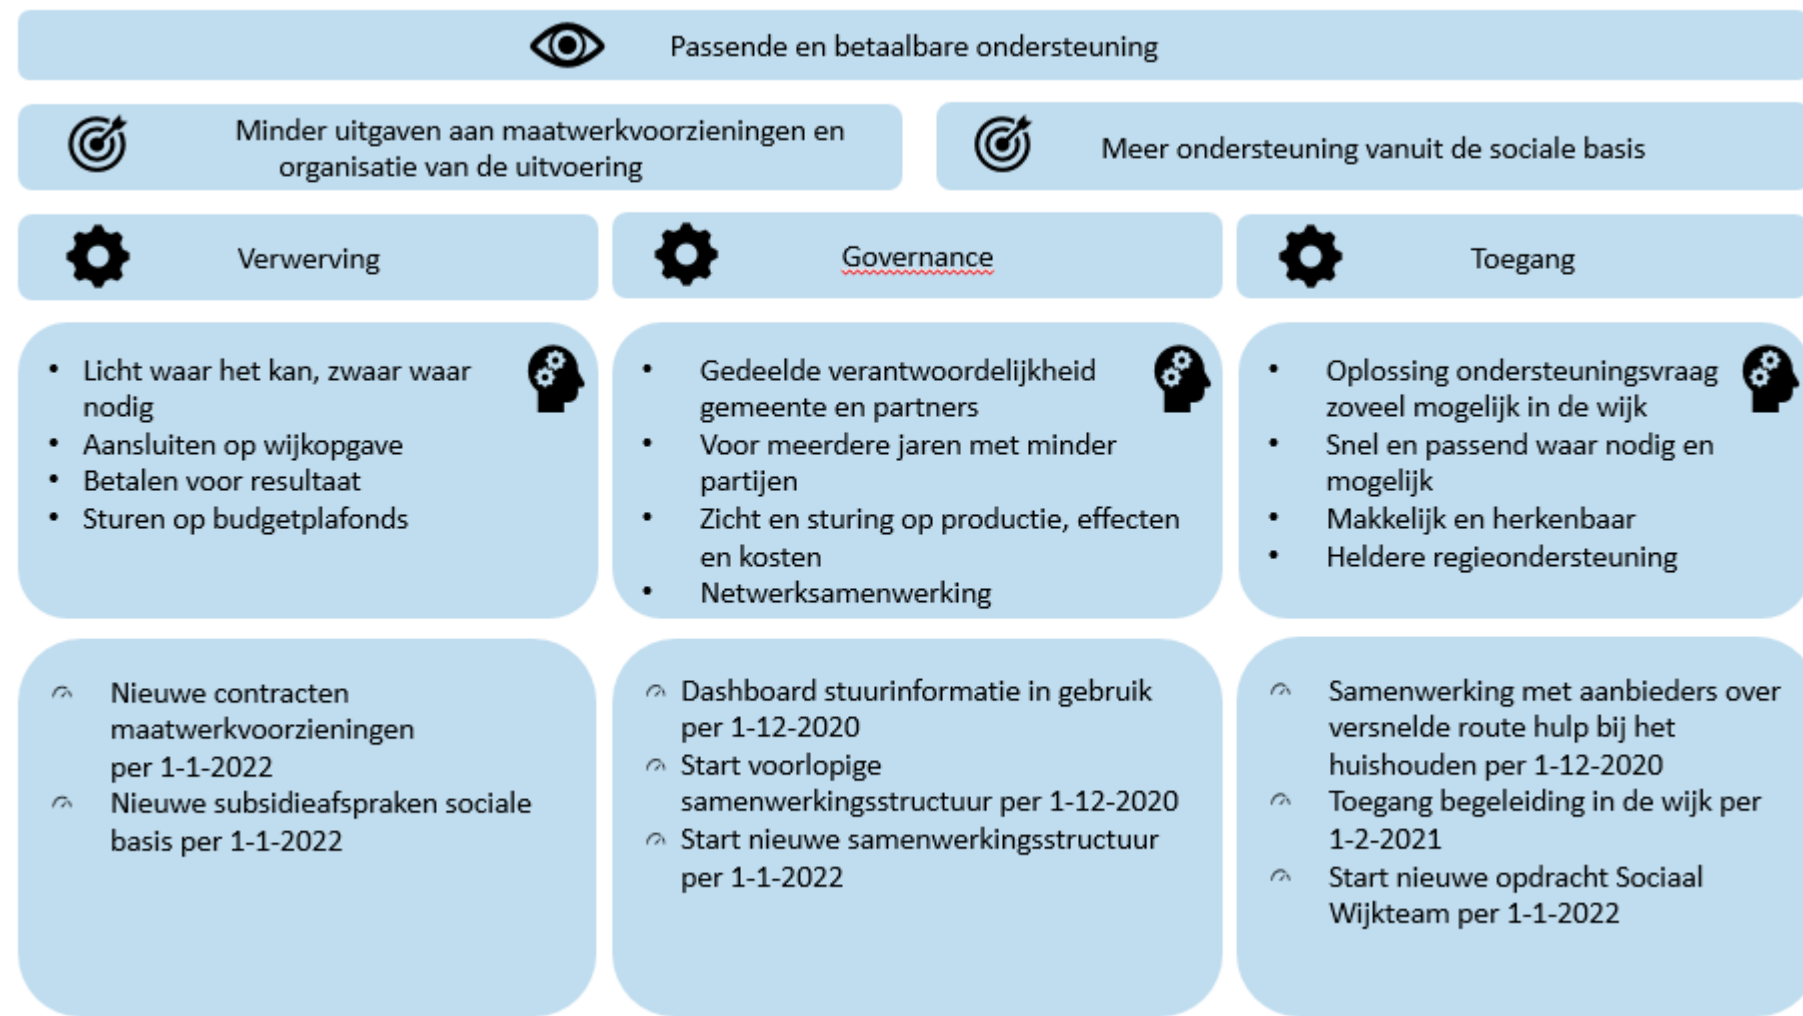 Passende en betaalbare ondersteuning
Minder uitgaven aan maatwerkvoorzieningen en
organisatie van de uitvoering
Meer ondersteuning vanuit de sociale basis
Verwerving
Governance
Toegang
• Licht waar het kan, zwaar waar
nodig
• Aansluiten op wijkopgave
• Betalen voor resultaat
• Sturen op budgetplafonds
• Gedeelde verantwoordelijkheid
gemeente en partners
• Voor meerdere jaren met minder
partijen
• Zicht en sturing op productie, effecten
en kosten
• Netwerksamenwerking
• Oplossing ondersteuningsvraag
zoveel mogelijk in de wijk
• Snel en passend waar nodig en
mogelijk
• Makkelijk en herkenbaar
• Heldere regieondersteuning
Nieuwe contracten
maatwerkvoorzieningen
per 1-1-2022
Nieuwe subsidieafspraken sociale
basis per 1-1-2022
Dashboard stuurinformatie in gebruik
per 1-12-2020
Start voorlopige
samenwerkingsstructuur per 1-12-2020
Start nieuwe samenwerkingsstructuur
per 1-1-2022
Samenwerking met aanbieders over
versnelde route hulp bij het
huishouden per 1-12-2020
Toegang begeleiding in de wijk per
1-2-2021
Start nieuwe opdracht Sociaal
Wijkteam per 1-1-2022